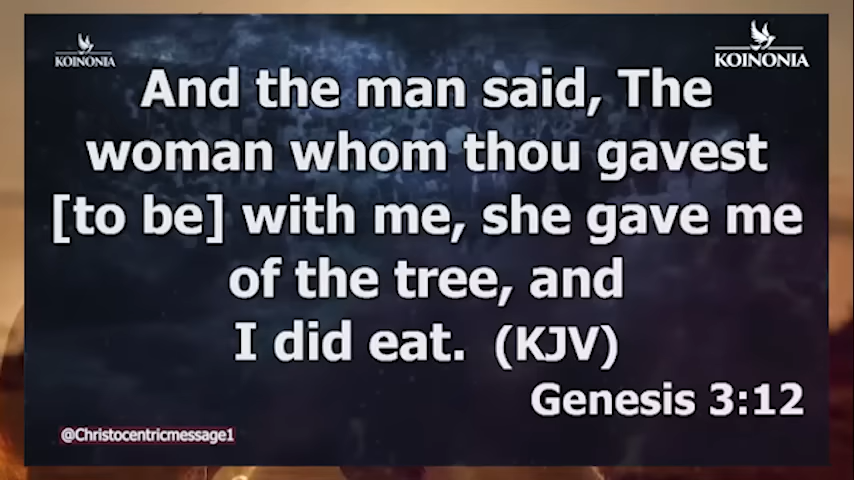 KOINONIA
KOINONIA
And the man said, The
woman whom thou gavest
[to be] with me, she gave me
of the tree, and
I did eat. (KJV)
Genesis 3:12
@Christocentricmessage1